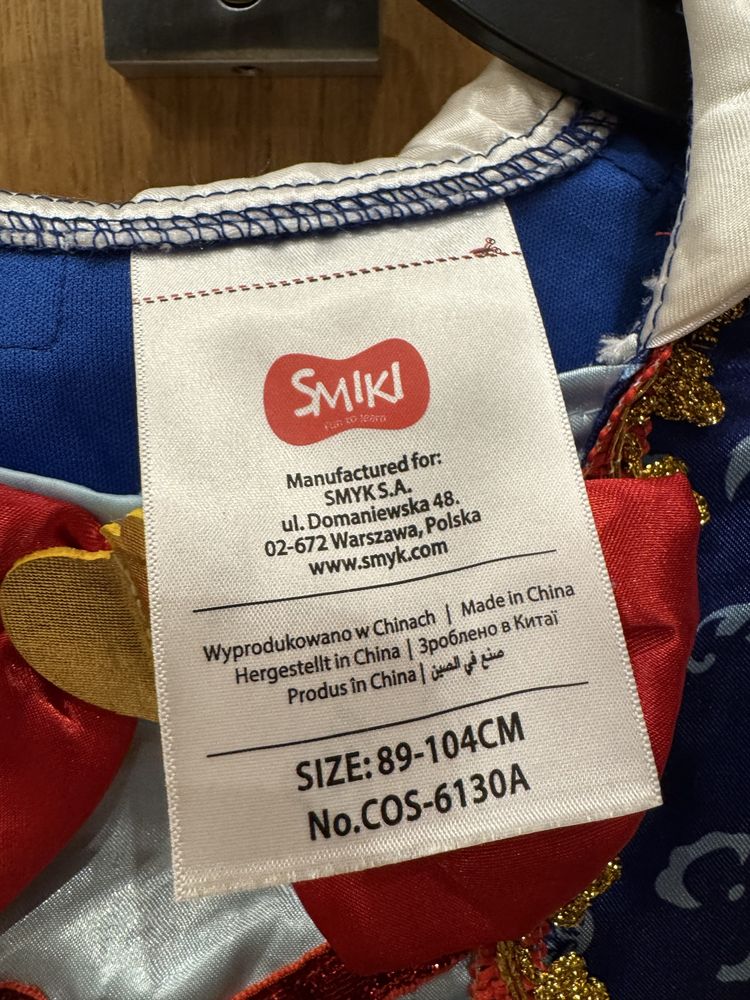 SMIKI
FUN TO LEARN
Manufactured for:
SMYK S.A.
ul. Domaniewska 48.
02-672 Warszawa, Polska
www.smyk.com
Wyprodukowano w Chinach | Made in China
Hergestellt in China | Зроблено в Китаї
Produs în China | صنع في الصين
SIZE: 89-104CM
No.COS-6130A